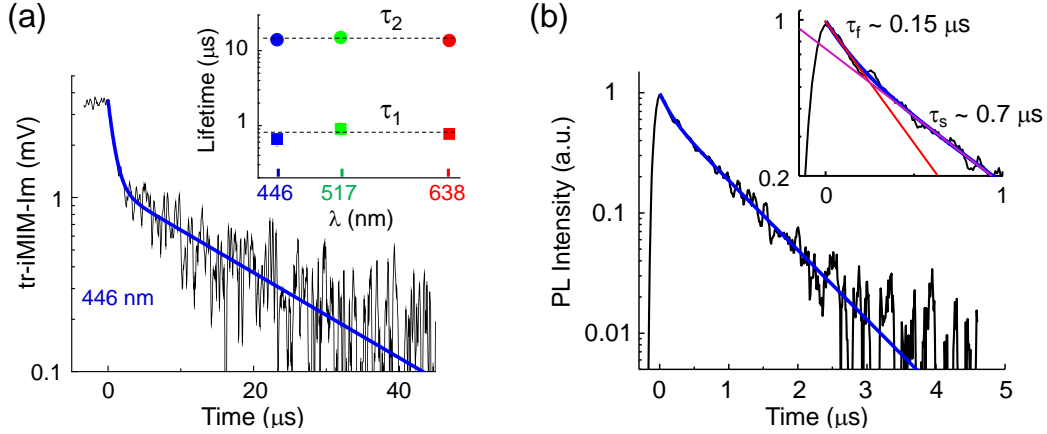 (a)
tr-iMIM-Im (mV)
1
0.1
0
20
40
Time (μs)
446 nm
Lifetime (μs)
10
1
τ2
τ1
446
517
638
λ (nm)
(b)
PL Intensity (a.u.)
1
0.1
0.01
0
1
2
3
4
5
Time (μs)
1
0.2
0
1
τf ~ 0.15 μs
τs ~ 0.7 μs